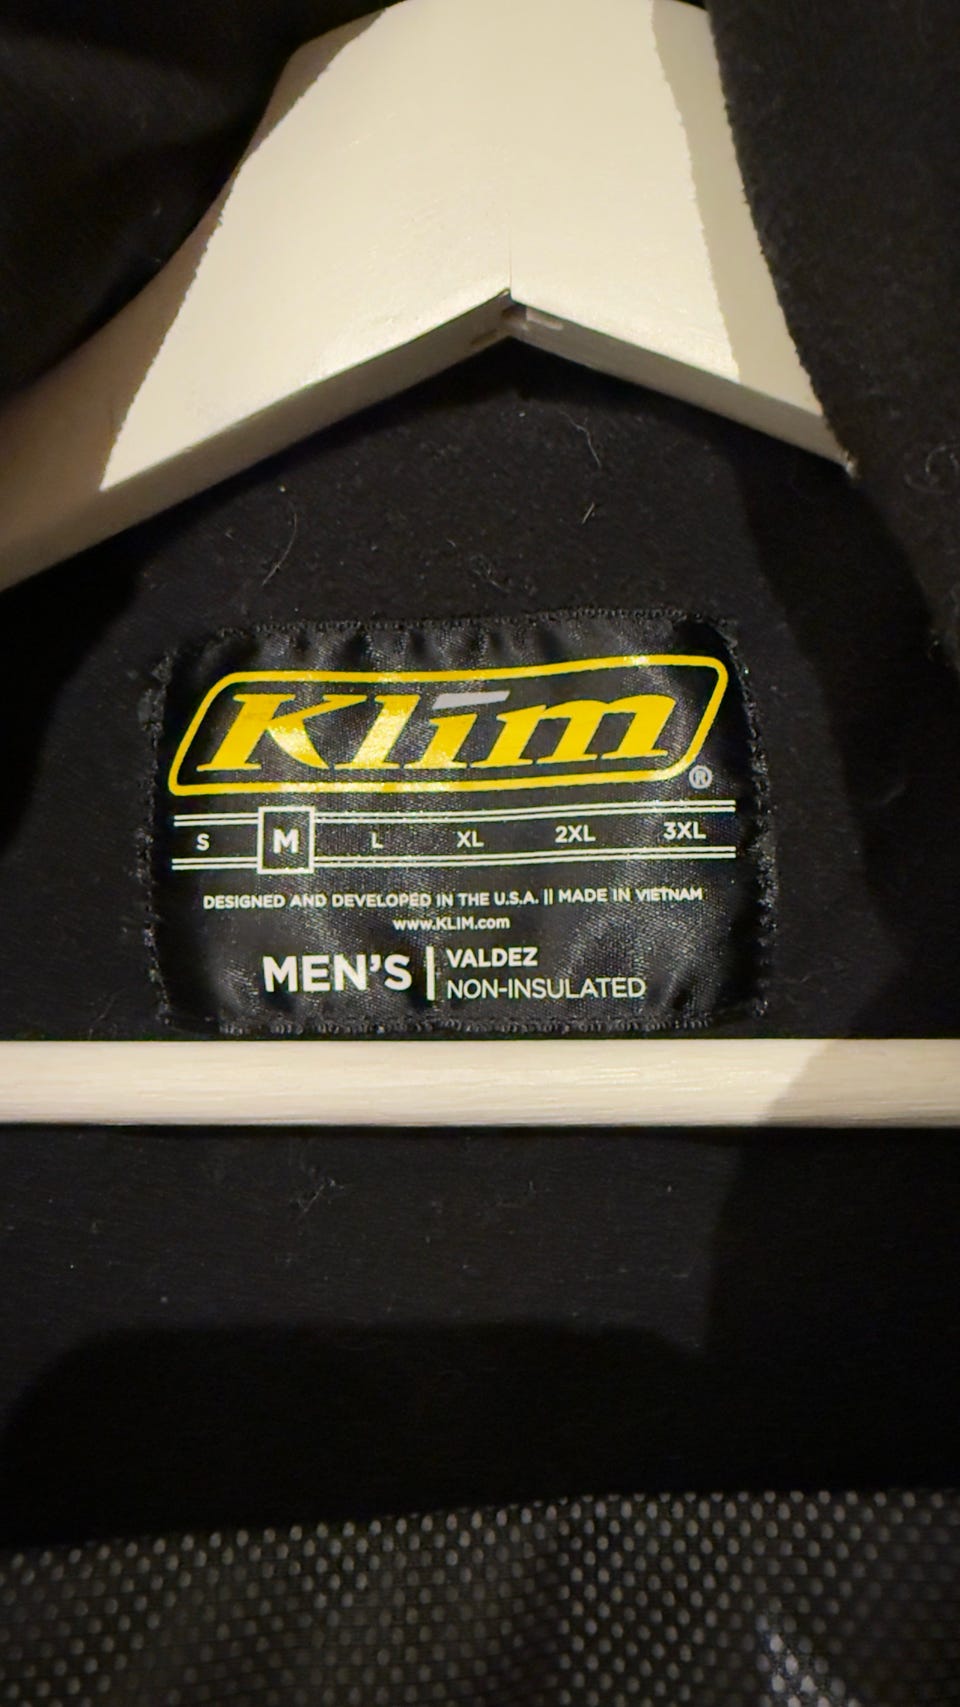 Klim®
S M L XL 2XL 3XL
DESIGNED AND DEVELOPED IN THE U.S.A. || MADE IN VIETNAM
www.KLIM.com
MEN'S | VALDEZ
NON-INSULATED